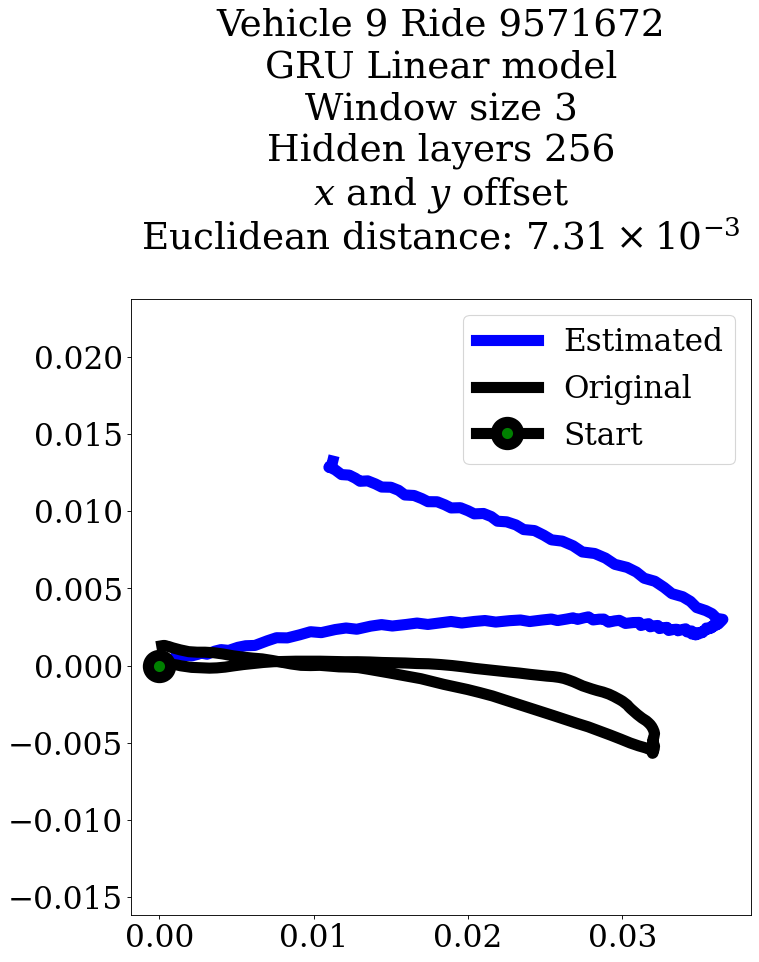 Vehicle 9 Ride 9571672
GRU Linear model
Window size 3
Hidden layers 256
x and y offset
Euclidean distance: 7.31 × 10⁻³
Estimated
Original
Start
0.020
0.015
0.010
0.005
0.000
−0.005
−0.010
−0.015
0.00 0.01 0.02 0.03